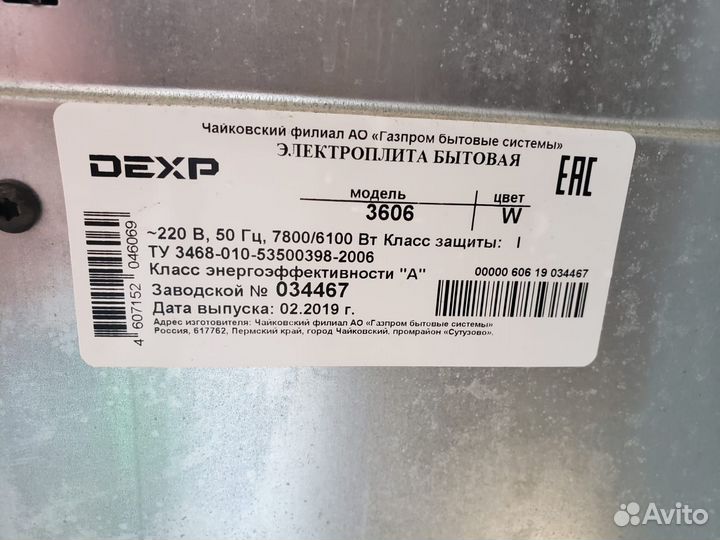 Чайковский филиал АО «Газпром бытовые системы»
ЭЛЕКТРОПЛИТА БЫТОВАЯ
DEXP
EAC
модель
цвет
3606
W
~220 В, 50 Гц, 7800/6100 Вт Класс защиты: I
ТУ 3468-010-53500398-2006
Класс энергоэффективности "А"
00000 606 19 034467
Заводской № 034467
Дата выпуска: 02.2019 г.
Адрес изготовителя: Чайковский филиал АО «Газпром бытовые системы»
Россия, 617762, Пермский край, город Чайковский, промрайон «Сутузово».
4 607152 046069
Avito